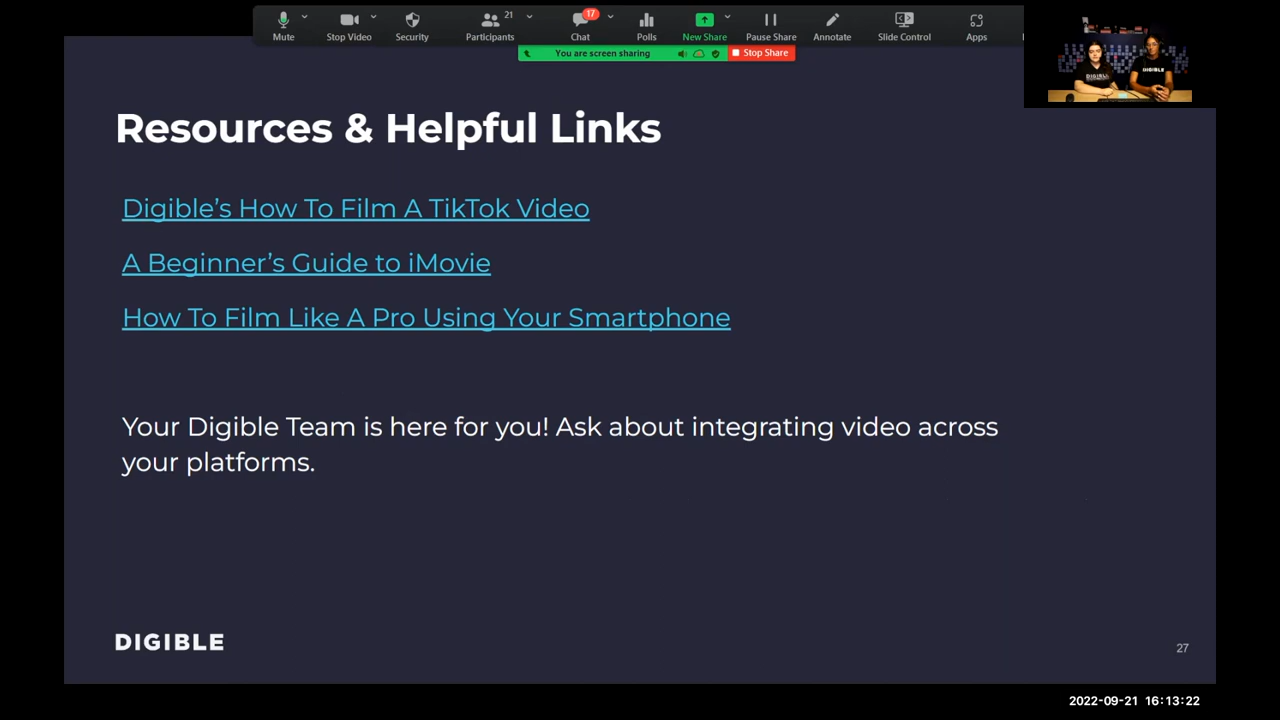 21
17
Mute
Stop Video
Security
Participants
Chat
Polls
New Share
Pause Share
Annotate
Slide Control
Apps
You are screen sharing
Stop Share
DIGIBLE
DIGIBLE
Resources & Helpful Links
Digible’s How To Film A TikTok Video
A Beginner’s Guide to iMovie
How To Film Like A Pro Using Your Smartphone
Your Digible Team is here for you! Ask about integrating video across
your platforms.
DIGIBLE
27
2022-09-21 16:13:22